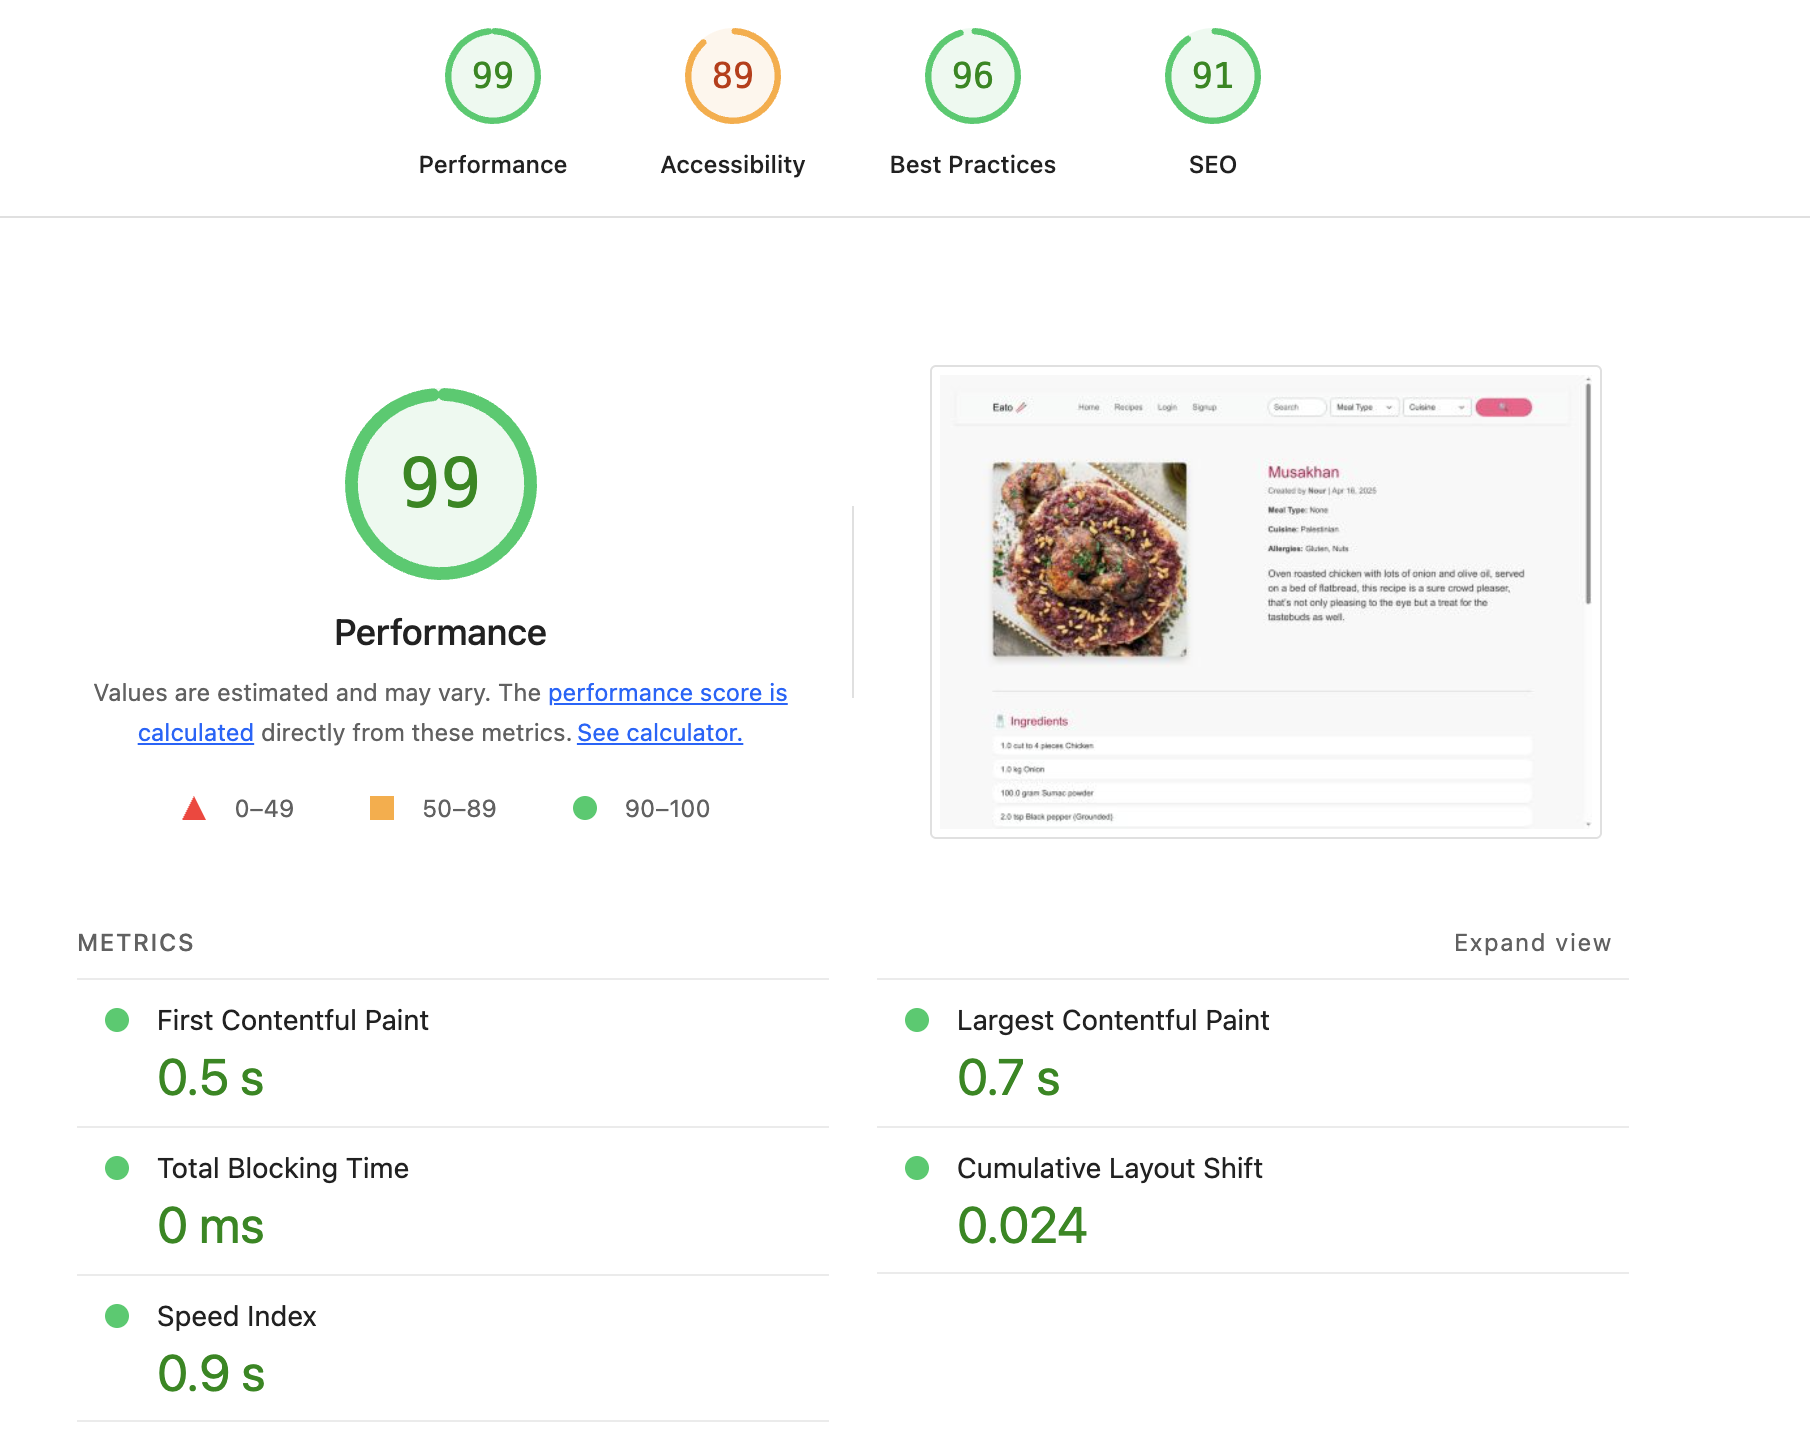 99
89
96
91
Performance
Accessibility
Best Practices
SEO
99
Performance
Values are estimated and may vary. The performance score is
calculated directly from these metrics. See calculator.
0–49
50–89
90–100
Eato
Home
Recipes
Login
Signup
Search
Meal Type
Cuisine
Musakhan
Created by Nour | Apr 16, 2025
Meal Type: None
Cuisine: Palestinian
Allergies: Gluten, Nuts
Oven roasted chicken with lots of onion and olive oil, served
on a bed of flatbread, this recipe is a sure crowd pleaser,
that's not only pleasing to the eye but a treat for the
tastebuds as well.
Ingredients
1.0 cut to 4 pieces Chicken
1.0 kg Onion
100.0 gram Sumac powder
2.0 tsp Black pepper (Grounded)
METRICS
Expand view
First Contentful Paint
0.5 s
Largest Contentful Paint
0.7 s
Total Blocking Time
0 ms
Cumulative Layout Shift
0.024
Speed Index
0.9 s